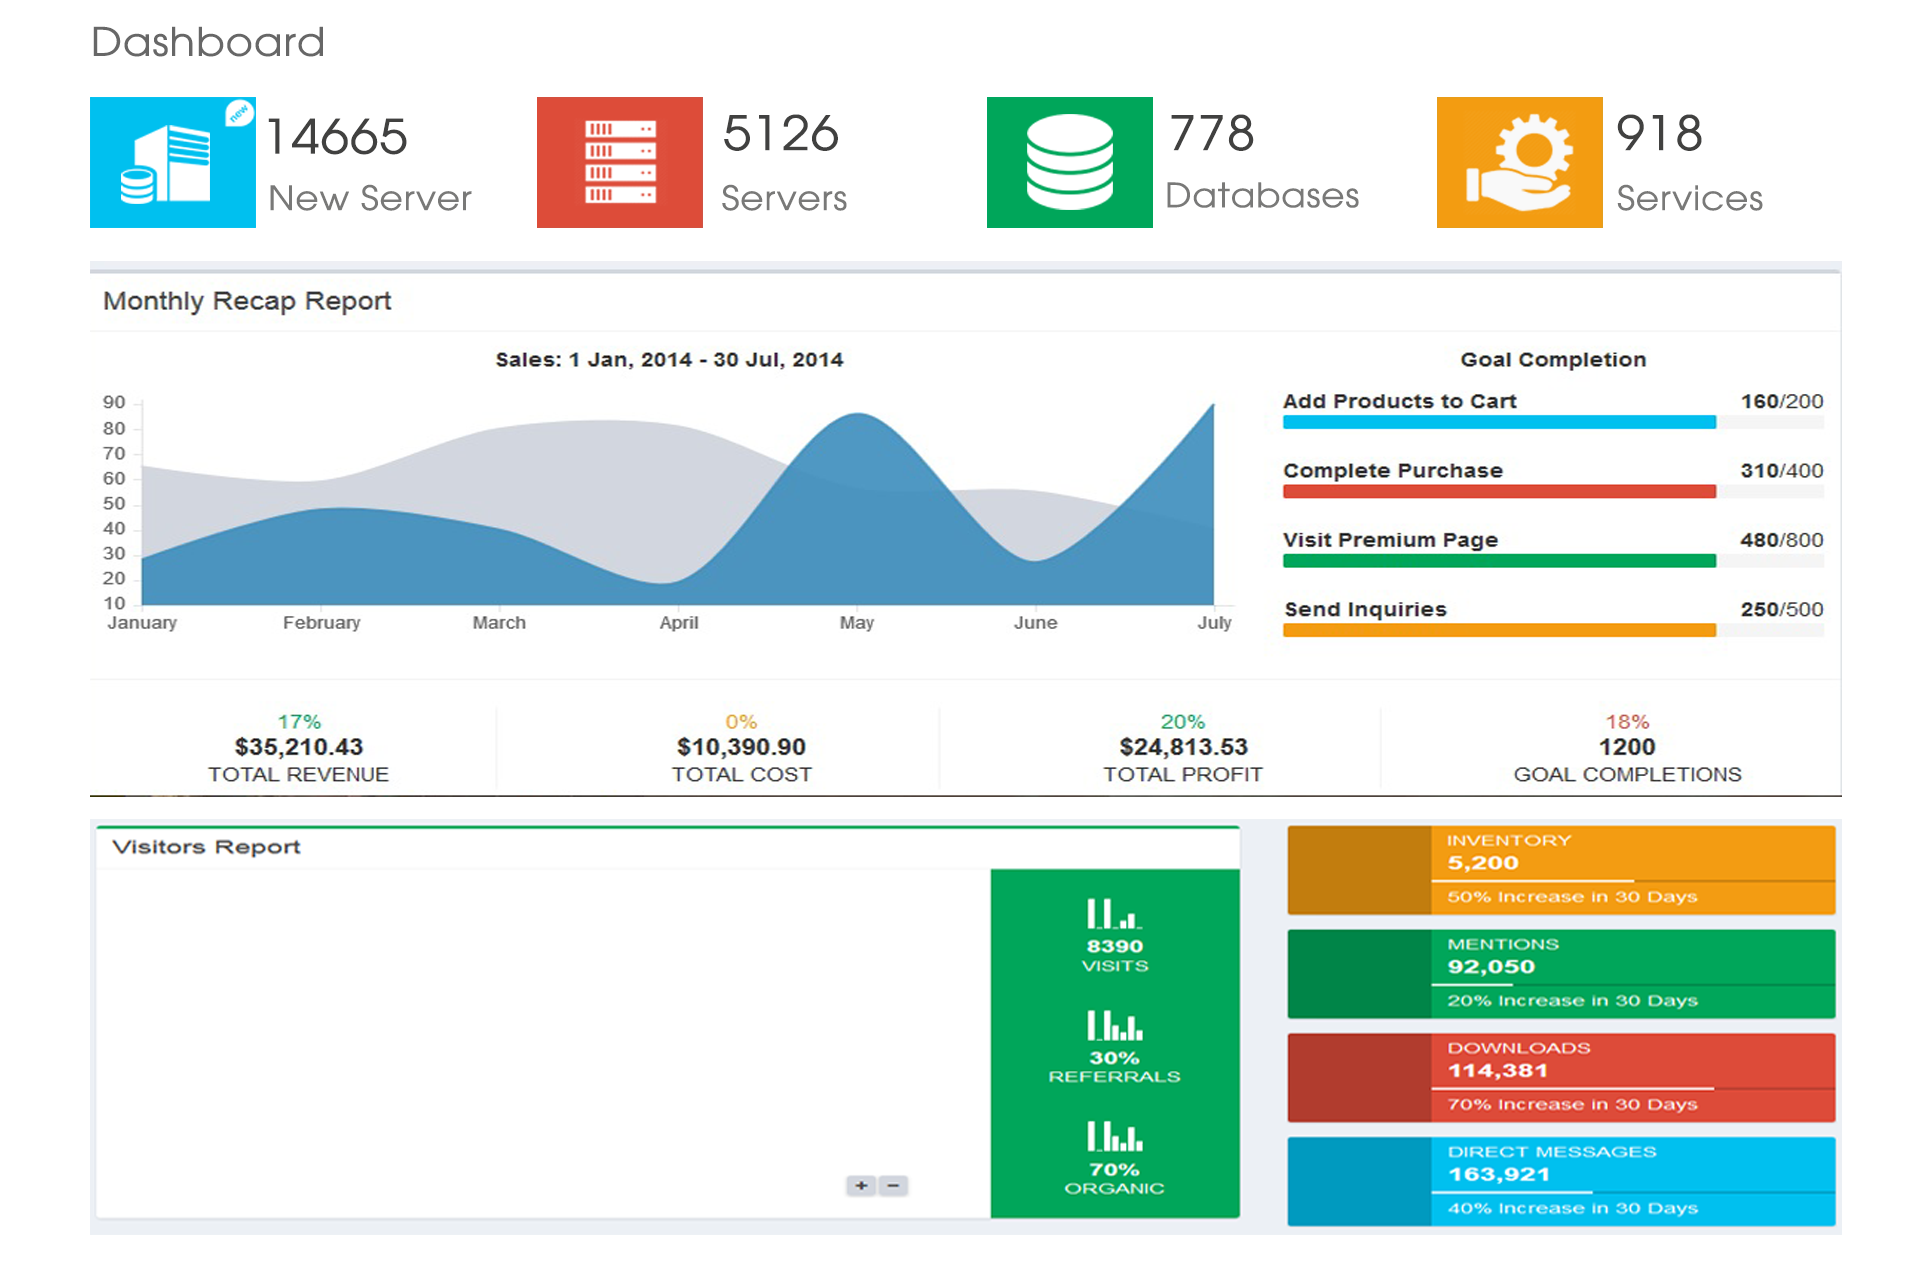 Dashboard
new
14665
New Server
5126
Servers
778
Databases
918
Services
Monthly Recap Report
Sales: 1 Jan, 2014 - 30 Jul, 2014
90
80
70
60
50
40
30
20
10
January February March April May June July
Goal Completion
Add Products to Cart 160/200
Complete Purchase 310/400
Visit Premium Page 480/800
Send Inquiries 250/500
17%
$35,210.43
TOTAL REVENUE
0%
$10,390.90
TOTAL COST
20%
$24,813.53
TOTAL PROFIT
18%
1200
GOAL COMPLETIONS
Visitors Report
+ −
8390
VISITS
30%
REFERRALS
70%
ORGANIC
INVENTORY
5,200
50% Increase in 30 Days
MENTIONS
92,050
20% Increase in 30 Days
DOWNLOADS
114,381
70% Increase in 30 Days
DIRECT MESSAGES
163,921
40% Increase in 30 Days